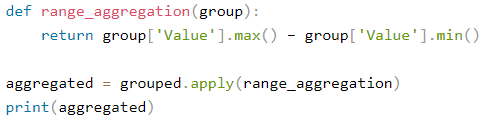 def range_aggregation(group):
    return group['Value'].max() - group['Value'].min()

aggregated = grouped.apply(range_aggregation)
print(aggregated)